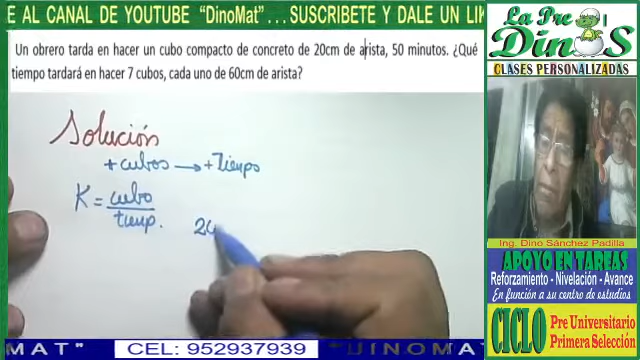 E AL CANAL DE YOUTUBE “DinoMat”...SUSCRIBETE Y DALE UN LIK
Un obrero tarda en hacer un cubo compacto de concreto de 20cm de arista, 50 minutos. ¿Qué
tiempo tardará en hacer 7 cubos, cada uno de 60cm de arista?
La Pre
DinoS
CLASES PERSONALIZADAS
Solución
+cubos → +Tiempo
K = cubo
tiemp.
Ing. Dino Sánchez Padilla
APOYO EN TAREAS
Reforzamiento - Nivelación - Avance
En función a su centro de estudios
CICLO
Pre Universitario
Primera Selección
MAT"
CEL: 952937939